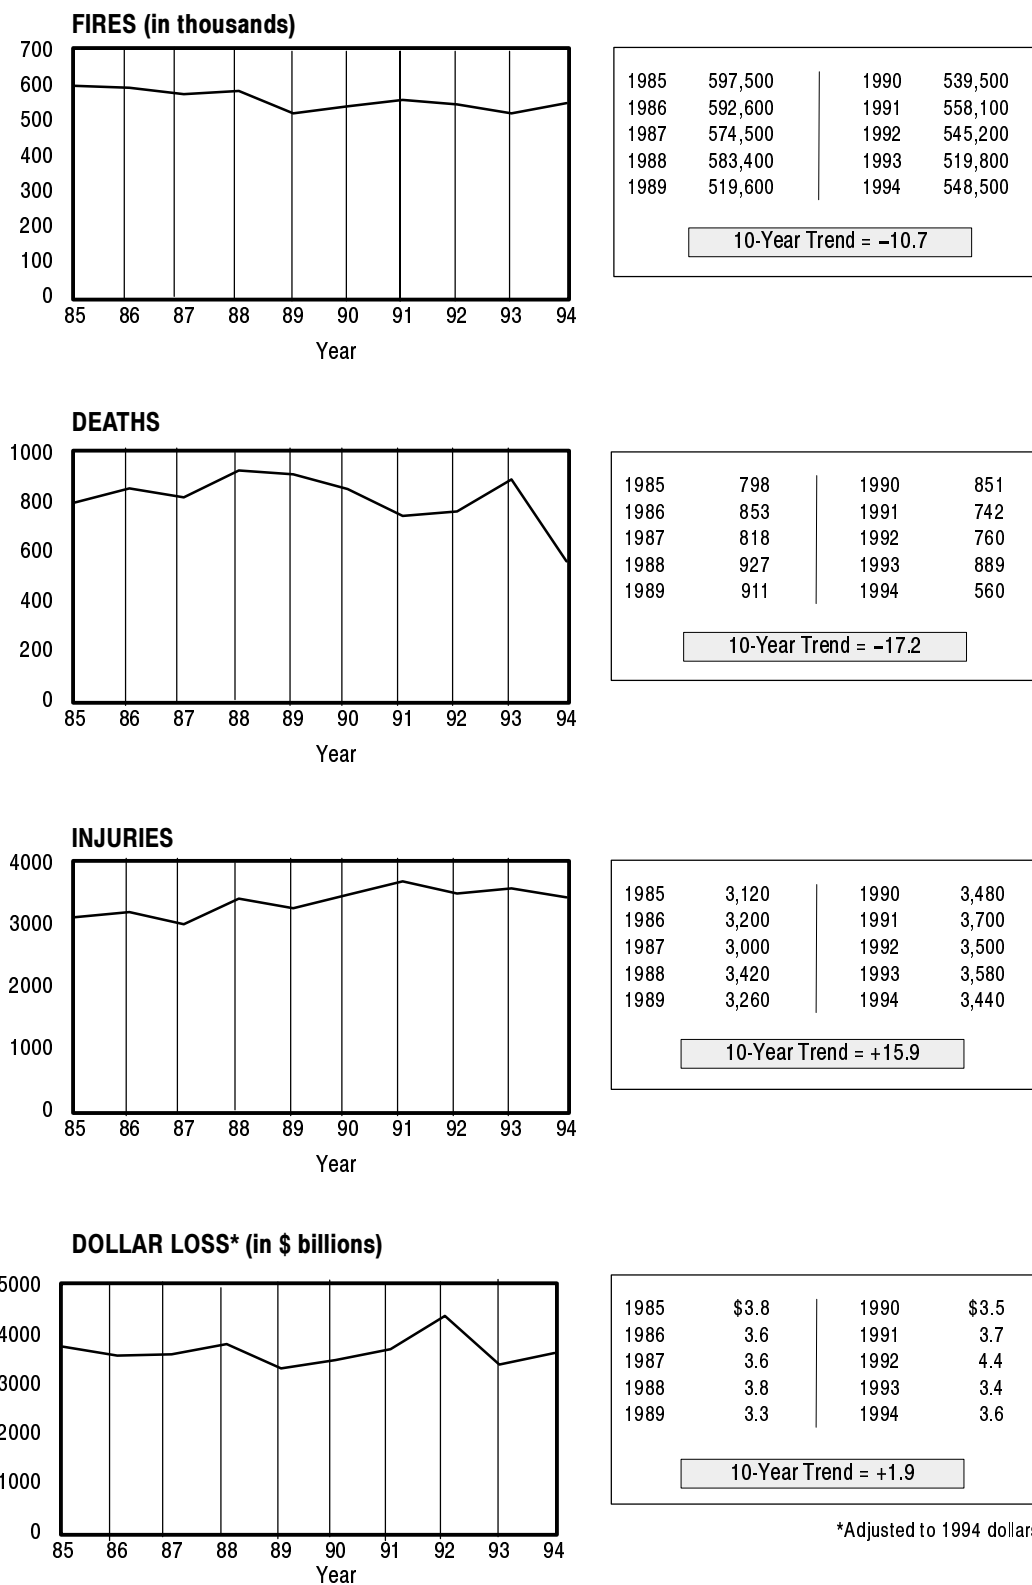 FIRES (in thousands)
700
600
500
400
300
200
100
0
85 86 87 88 89 90 91 92 93 94
Year
1985 597,500 1990 539,500
1986 592,600 1991 558,100
1987 574,500 1992 545,200
1988 583,400 1993 519,800
1989 519,600 1994 548,500
10-Year Trend = –10.7
DEATHS
1000
800
600
400
200
0
85 86 87 88 89 90 91 92 93 94
Year
1985 798 1990 851
1986 853 1991 742
1987 818 1992 760
1988 927 1993 889
1989 911 1994 560
10-Year Trend = –17.2
INJURIES
4000
3000
2000
1000
0
85 86 87 88 89 90 91 92 93 94
Year
1985 3,120 1990 3,480
1986 3,200 1991 3,700
1987 3,000 1992 3,500
1988 3,420 1993 3,580
1989 3,260 1994 3,440
10-Year Trend = +15.9
DOLLAR LOSS* (in $ billions)
5000
4000
3000
2000
1000
0
85 86 87 88 89 90 91 92 93 94
Year
1985 $3.8 1990 $3.5
1986 3.6 1991 3.7
1987 3.6 1992 4.4
1988 3.8 1993 3.4
1989 3.3 1994 3.6
10-Year Trend = +1.9
*Adjusted to 1994 dollars